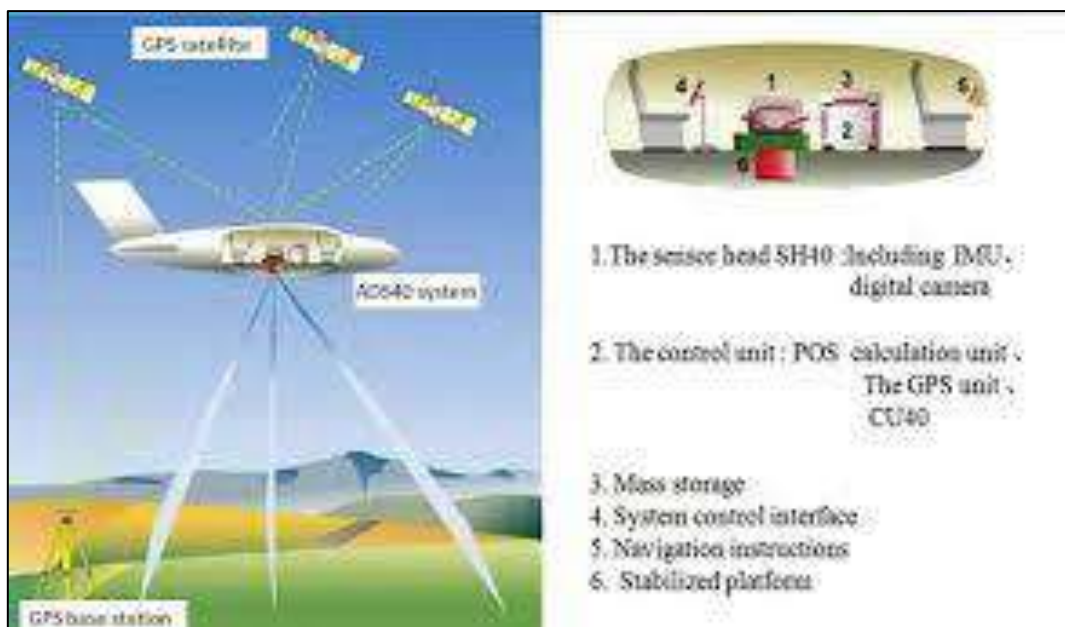 GPS satellite
ADS40 system
GPS base station
4
1
3
5
2
6
1.The sensor head SH40 :Including IMU、
digital camera
2. The control unit : POS calculation unit 、
The GPS unit 、
CU40
3. Mass storage
4. System control interface
5. Navigation instructions
6. Stabilized platform